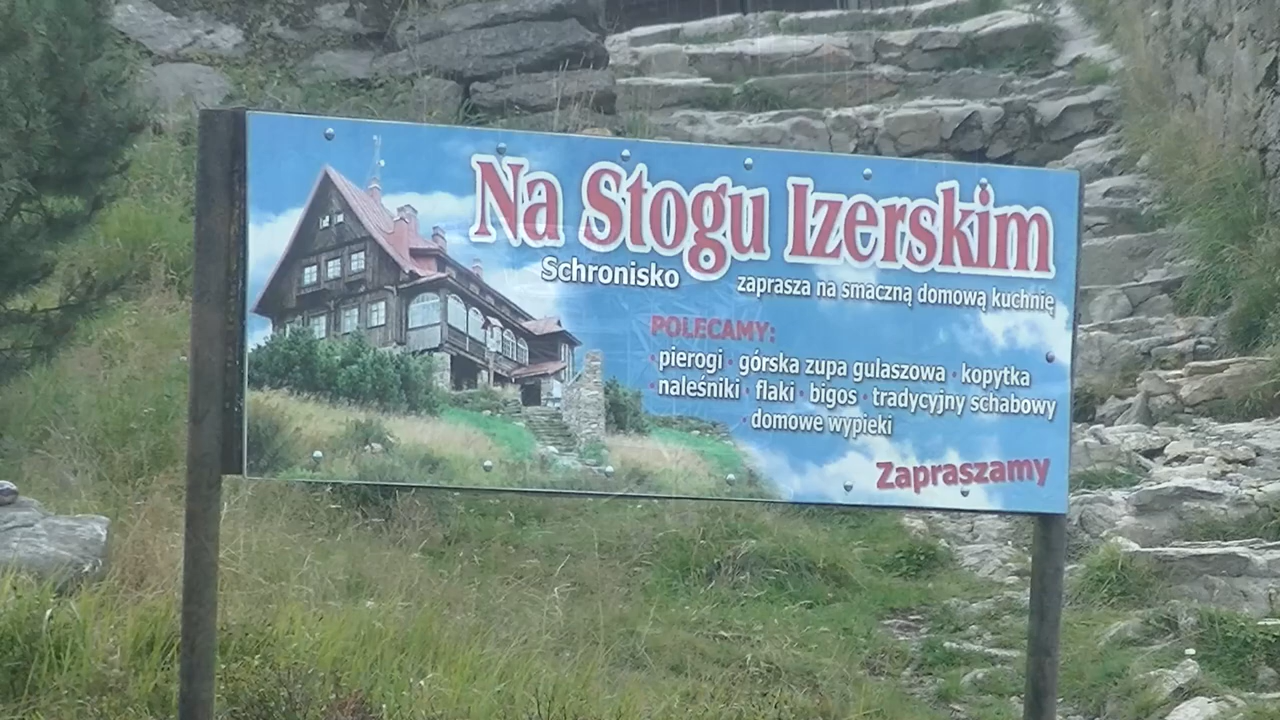 Na Stogu Izerskim
Schronisko zaprasza na smaczną domową kuchnię
POLECAMY:
• pierogi • górska zupa gulaszowa • kopytka
• naleśniki • flaki • bigos • tradycyjny schabowy
• domowe wypieki
Zapraszamy